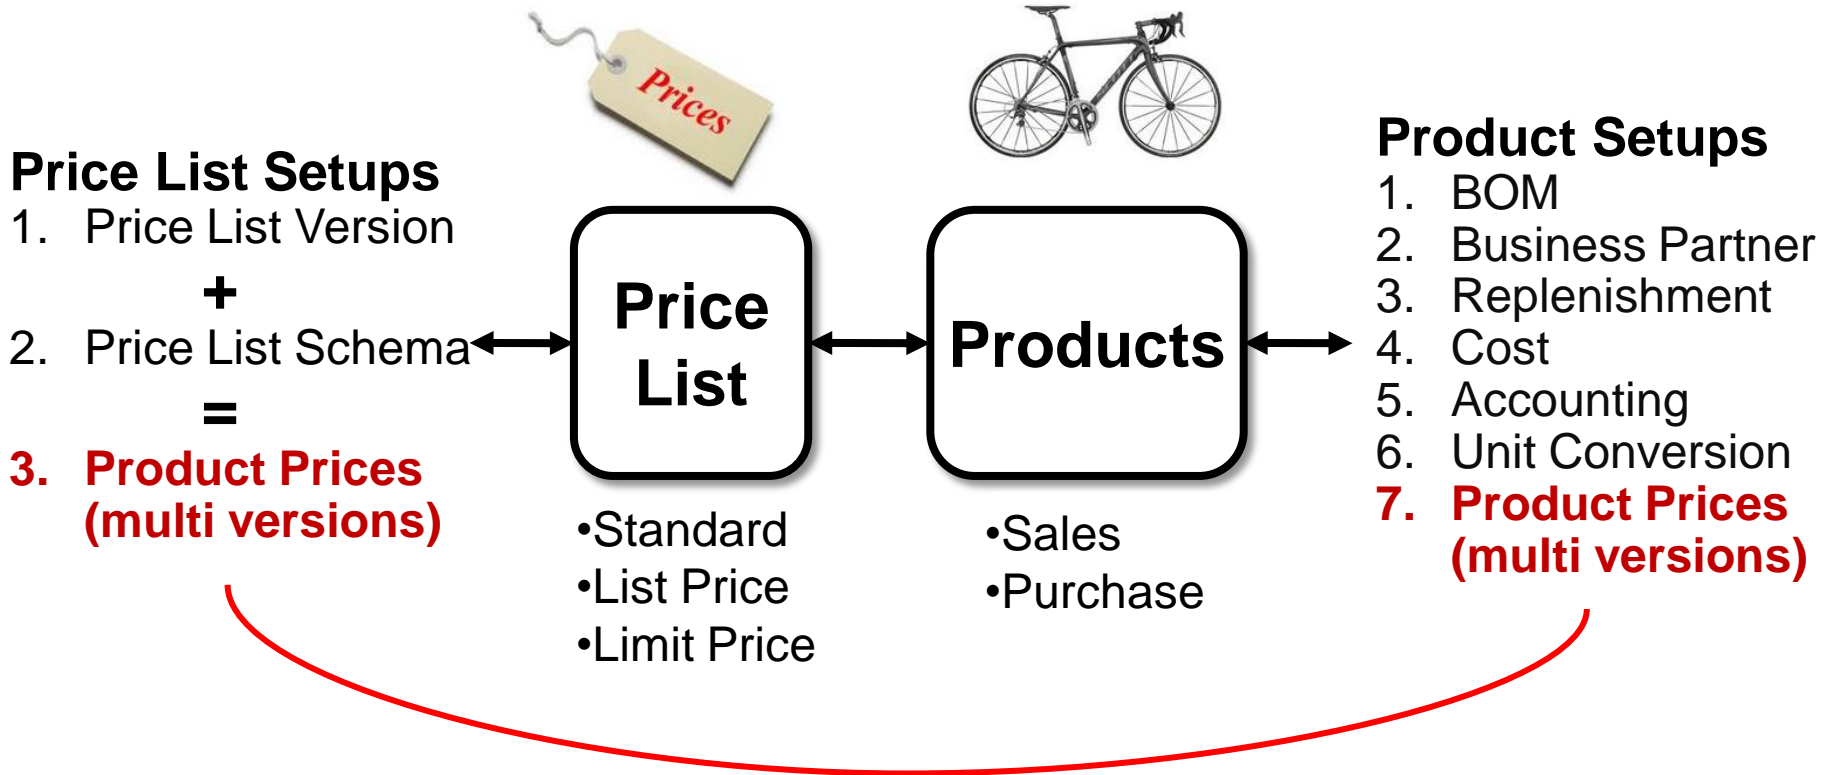 Prices
Price List Setups
1. Price List Version
+
2. Price List Schema
=
3. Product Prices
(multi versions)
Price
List
•Standard
•List Price
•Limit Price
Products
•Sales
•Purchase
Product Setups
1. BOM
2. Business Partner
3. Replenishment
4. Cost
5. Accounting
6. Unit Conversion
7. Product Prices
(multi versions)